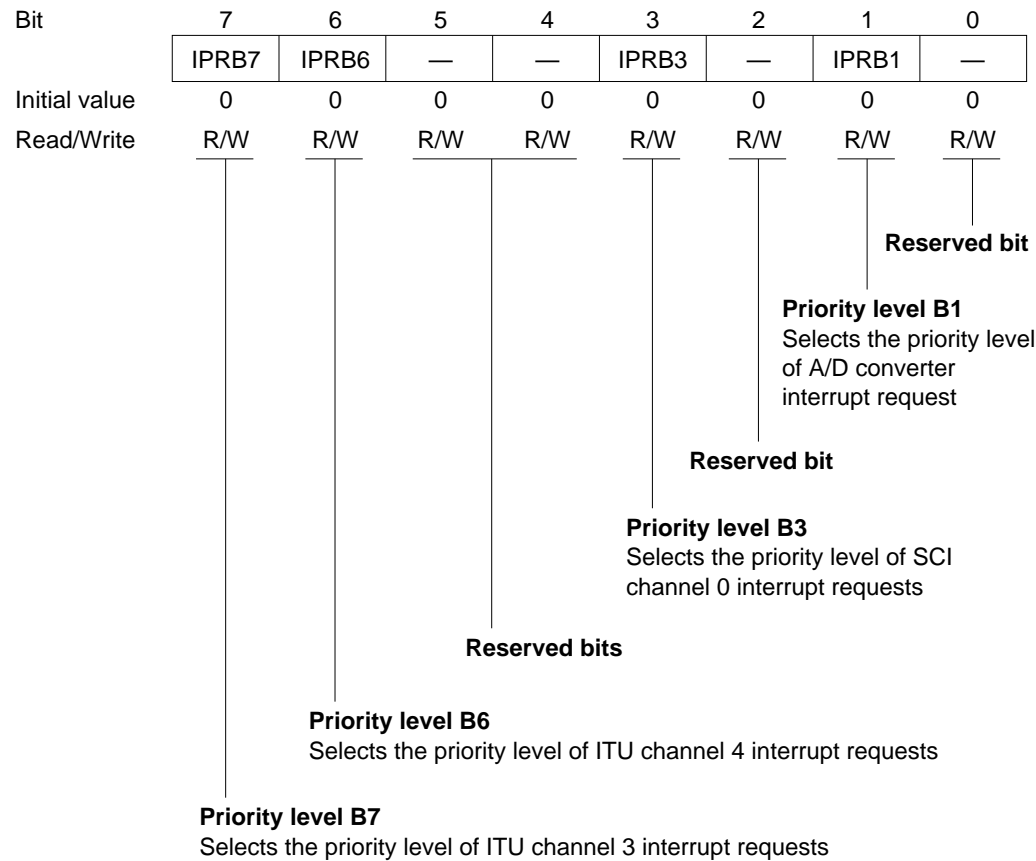 Bit 7 6 5 4 3 2 1 0
IPRB7 IPRB6 — — IPRB3 — IPRB1 —
Initial value 0 0 0 0 0 0 0 0
Read/Write R/W R/W R/W R/W R/W R/W R/W R/W
Reserved bit
Priority level B1
Selects the priority level
of A/D converter
interrupt request
Reserved bit
Priority level B3
Selects the priority level of SCI
channel 0 interrupt requests
Reserved bits
Priority level B6
Selects the priority level of ITU channel 4 interrupt requests
Priority level B7
Selects the priority level of ITU channel 3 interrupt requests